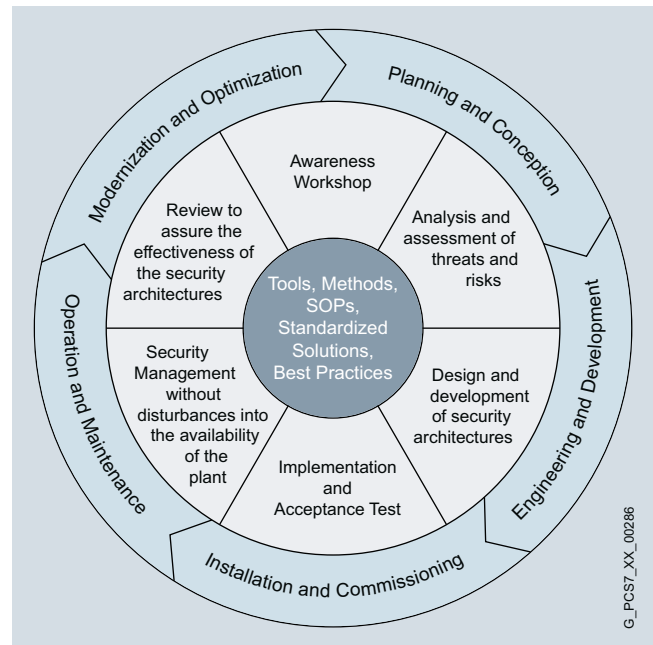 Modernization and Optimization
Planning and Conception
Engineering and Development
Installation and Commissioning
Operation and Maintenance
Awareness
Workshop
Analysis and
assessment of
threats and
risks
Design and
development
of security
architectures
Implementation
and
Acceptance Test
Security
Management
without
disturbances into
the availability
of the
plant
Review to
assure the
effectiveness of
the security
architectures
Tools, Methods,
SOPs,
Standardized
Solutions,
Best Practices
G_PCS7_XX_00286